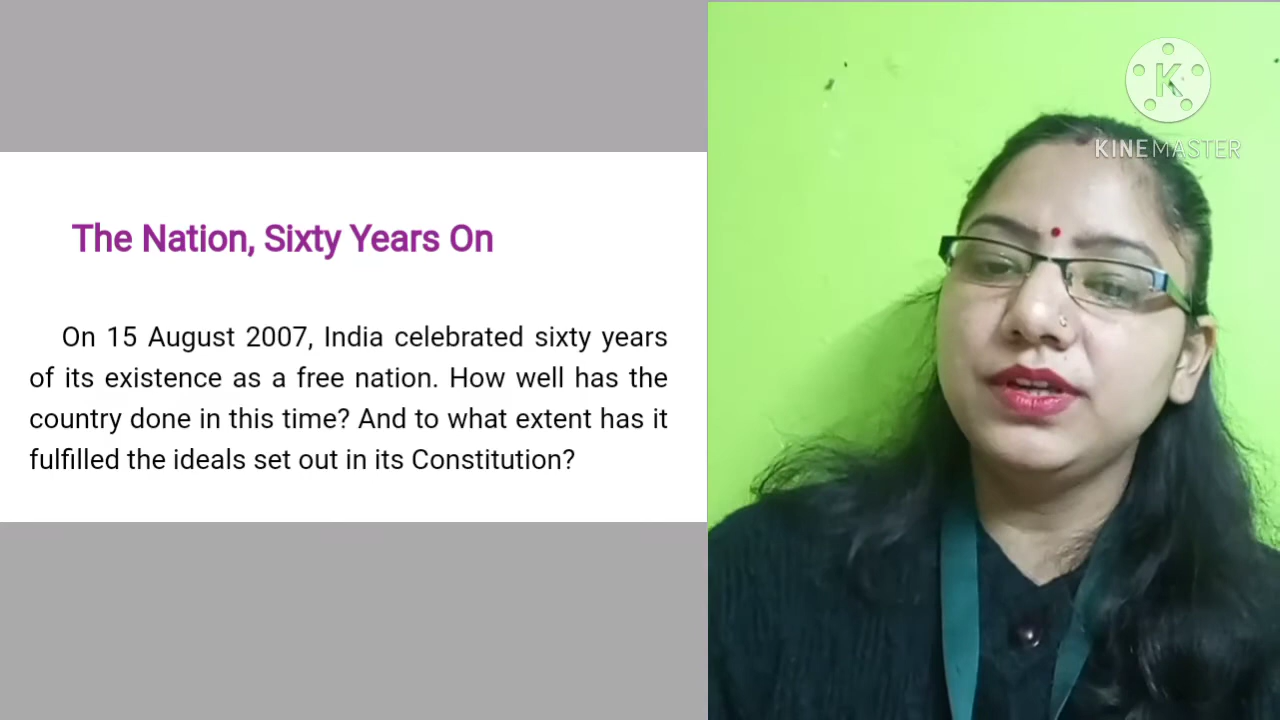 The Nation, Sixty Years On
On 15 August 2007, India celebrated sixty years
of its existence as a free nation. How well has the
country done in this time? And to what extent has it
fulfilled the ideals set out in its Constitution?
K
KINEMASTER